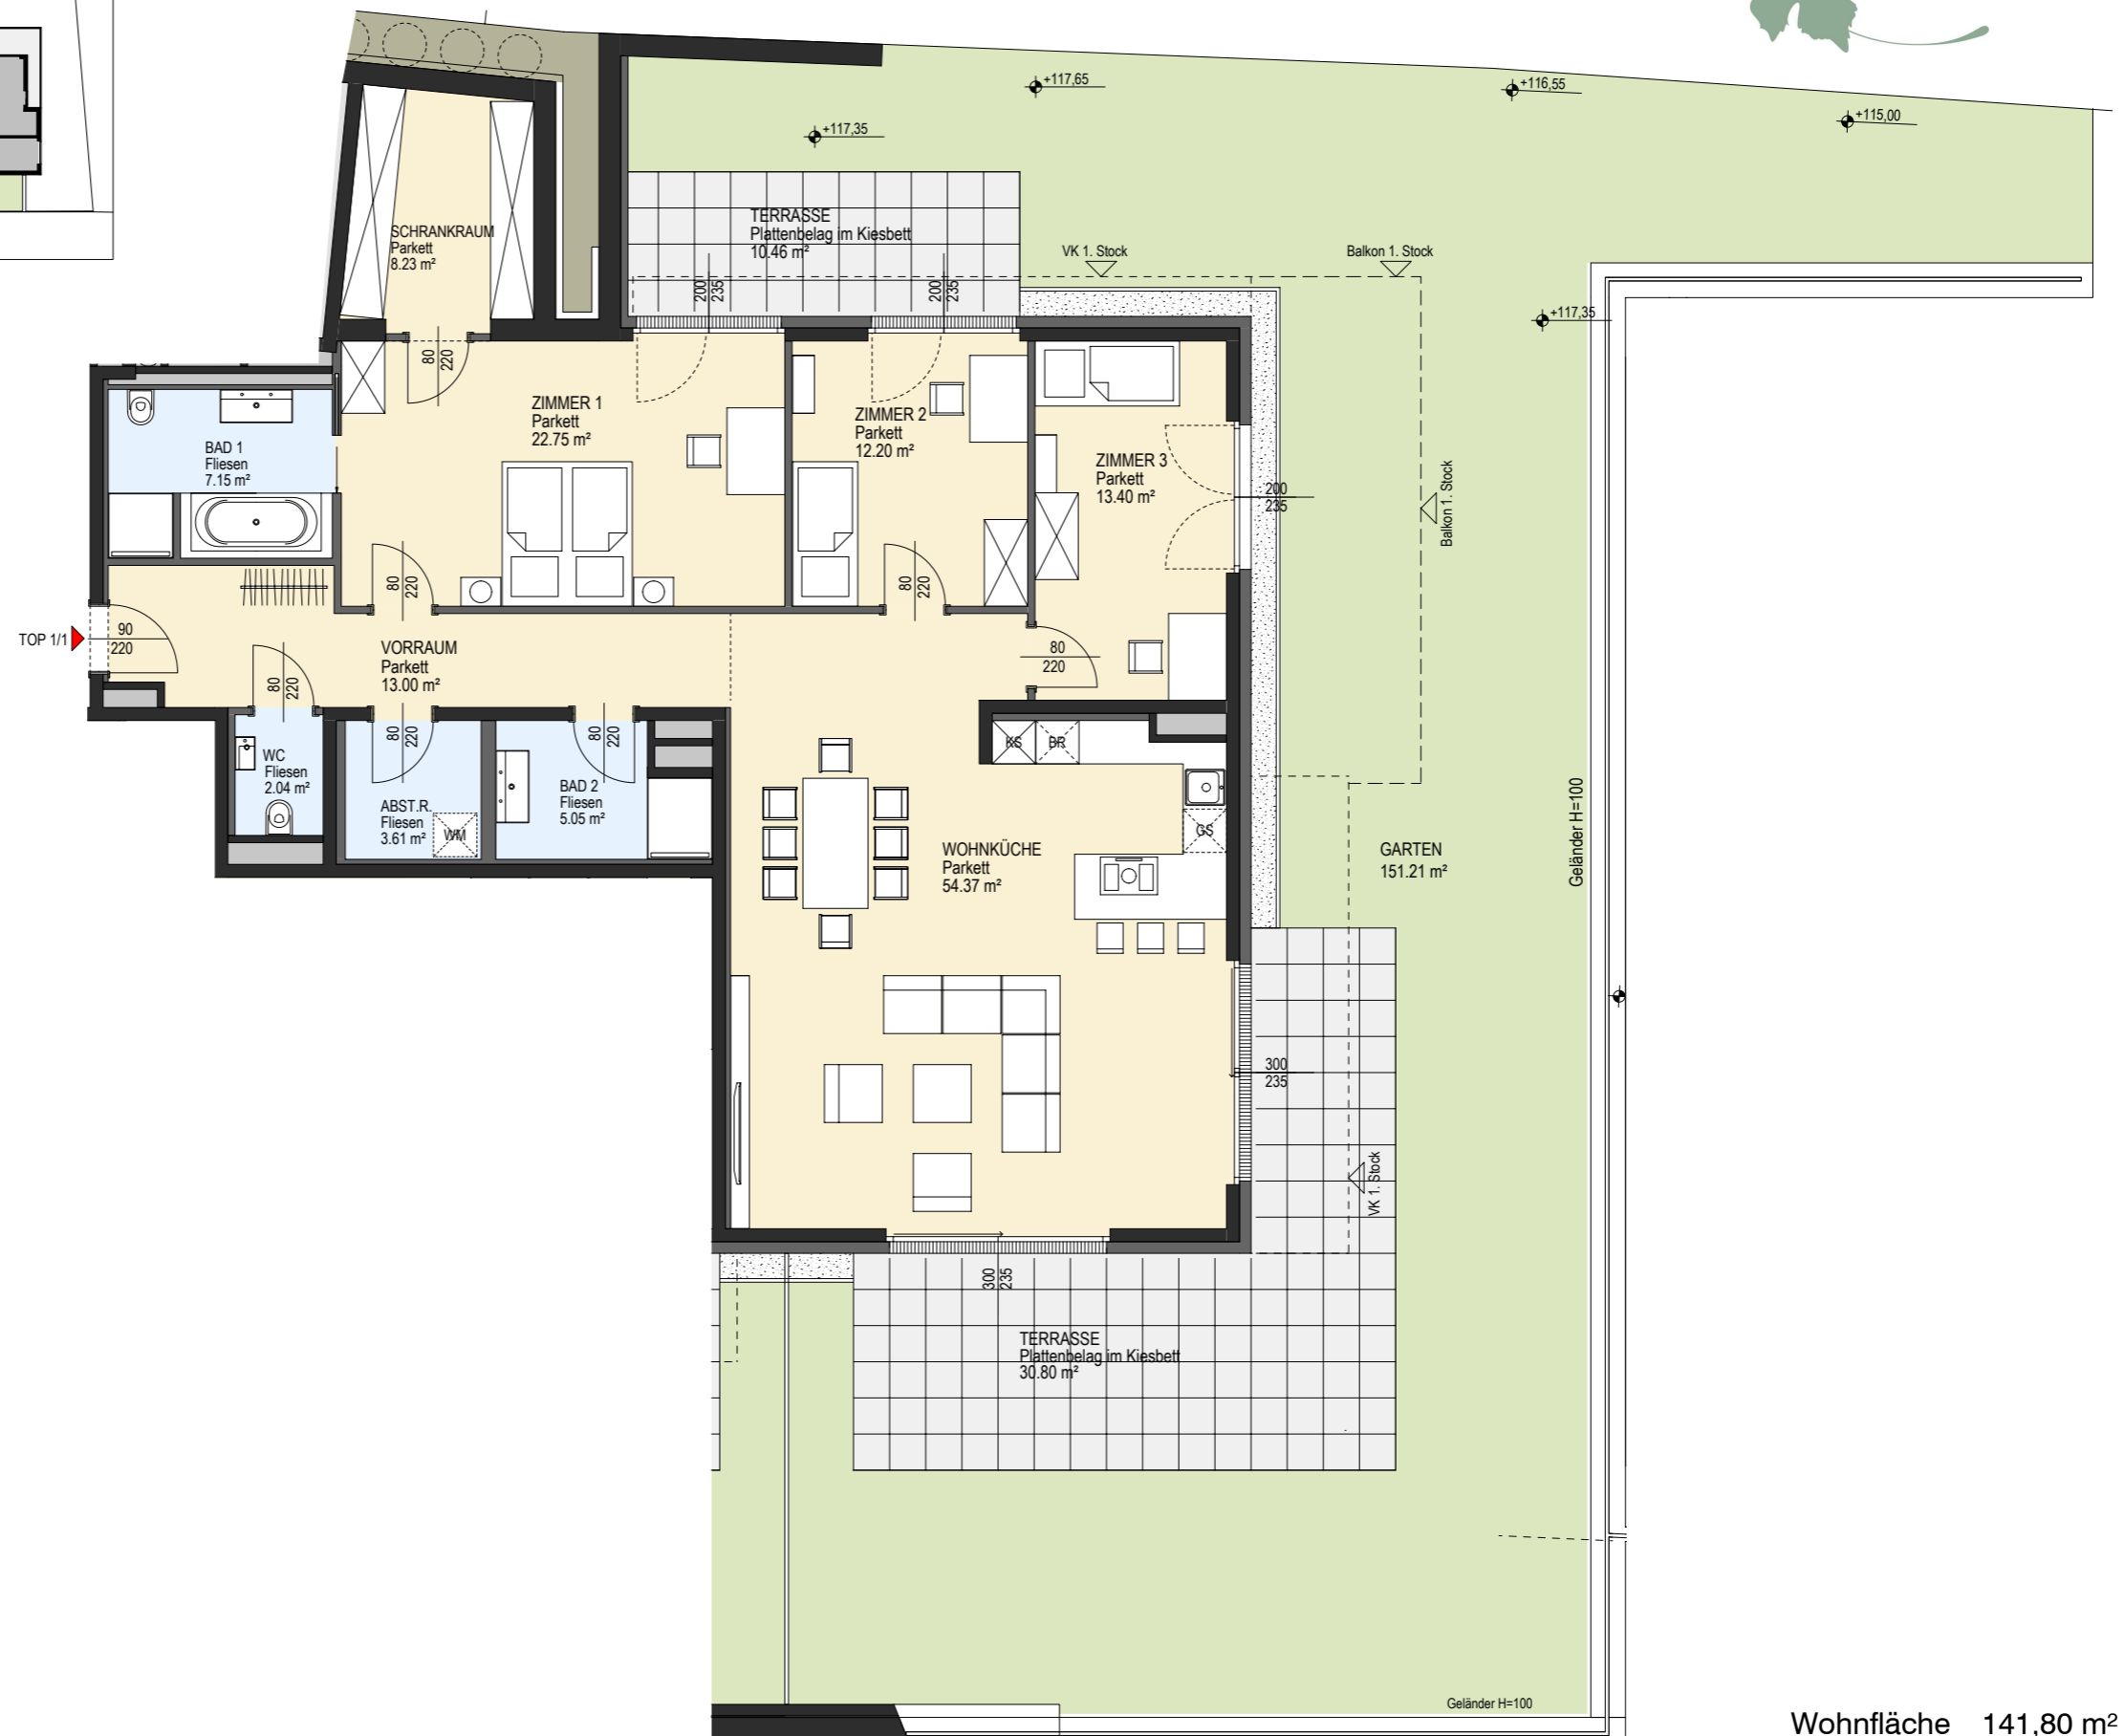 +117,65
+116,55
+115,00
+117,35
TERRASSE
Plattenbelag im Kiesbett
10.46 m²
SCHRANKRAUM
Parkett
8.23 m²
VK 1. Stock
Balkon 1. Stock
200
235
200
235
+117,35
80
220
ZIMMER 1
Parkett
22.75 m²
ZIMMER 2
Parkett
12.20 m²
BAD 1
Fliesen
7.15 m²
ZIMMER 3
Parkett
13.40 m²
200
235
Balkon 1. Stock
80
220
80
220
TOP 1/1
90
220
VORRAUM
Parkett
13.00 m²
80
220
80
220
80
220
80
220
KS
BR
WC
Fliesen
2.04 m²
ABST.R.
Fliesen
3.61 m²
WM
BAD 2
Fliesen
5.05 m²
GS
WOHNKÜCHE
Parkett
54.37 m²
GARTEN
151.21 m²
Geländer H=100
300
235
VK 1. Stock
300
235
TERRASSE
Plattenbelag im Kiesbett
30.80 m²
Geländer H=100
Wohnfläche 141,80 m²